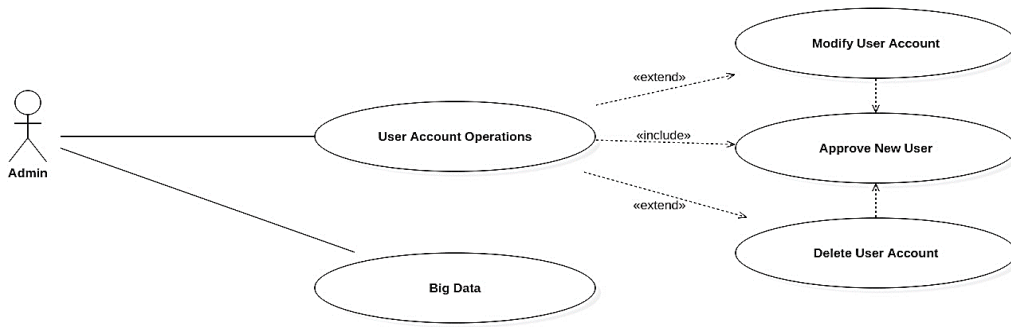 Modify User Account
«extend»
«include»
User Account Operations
Approve New User
Admin
«extend»
Delete User Account
Big Data